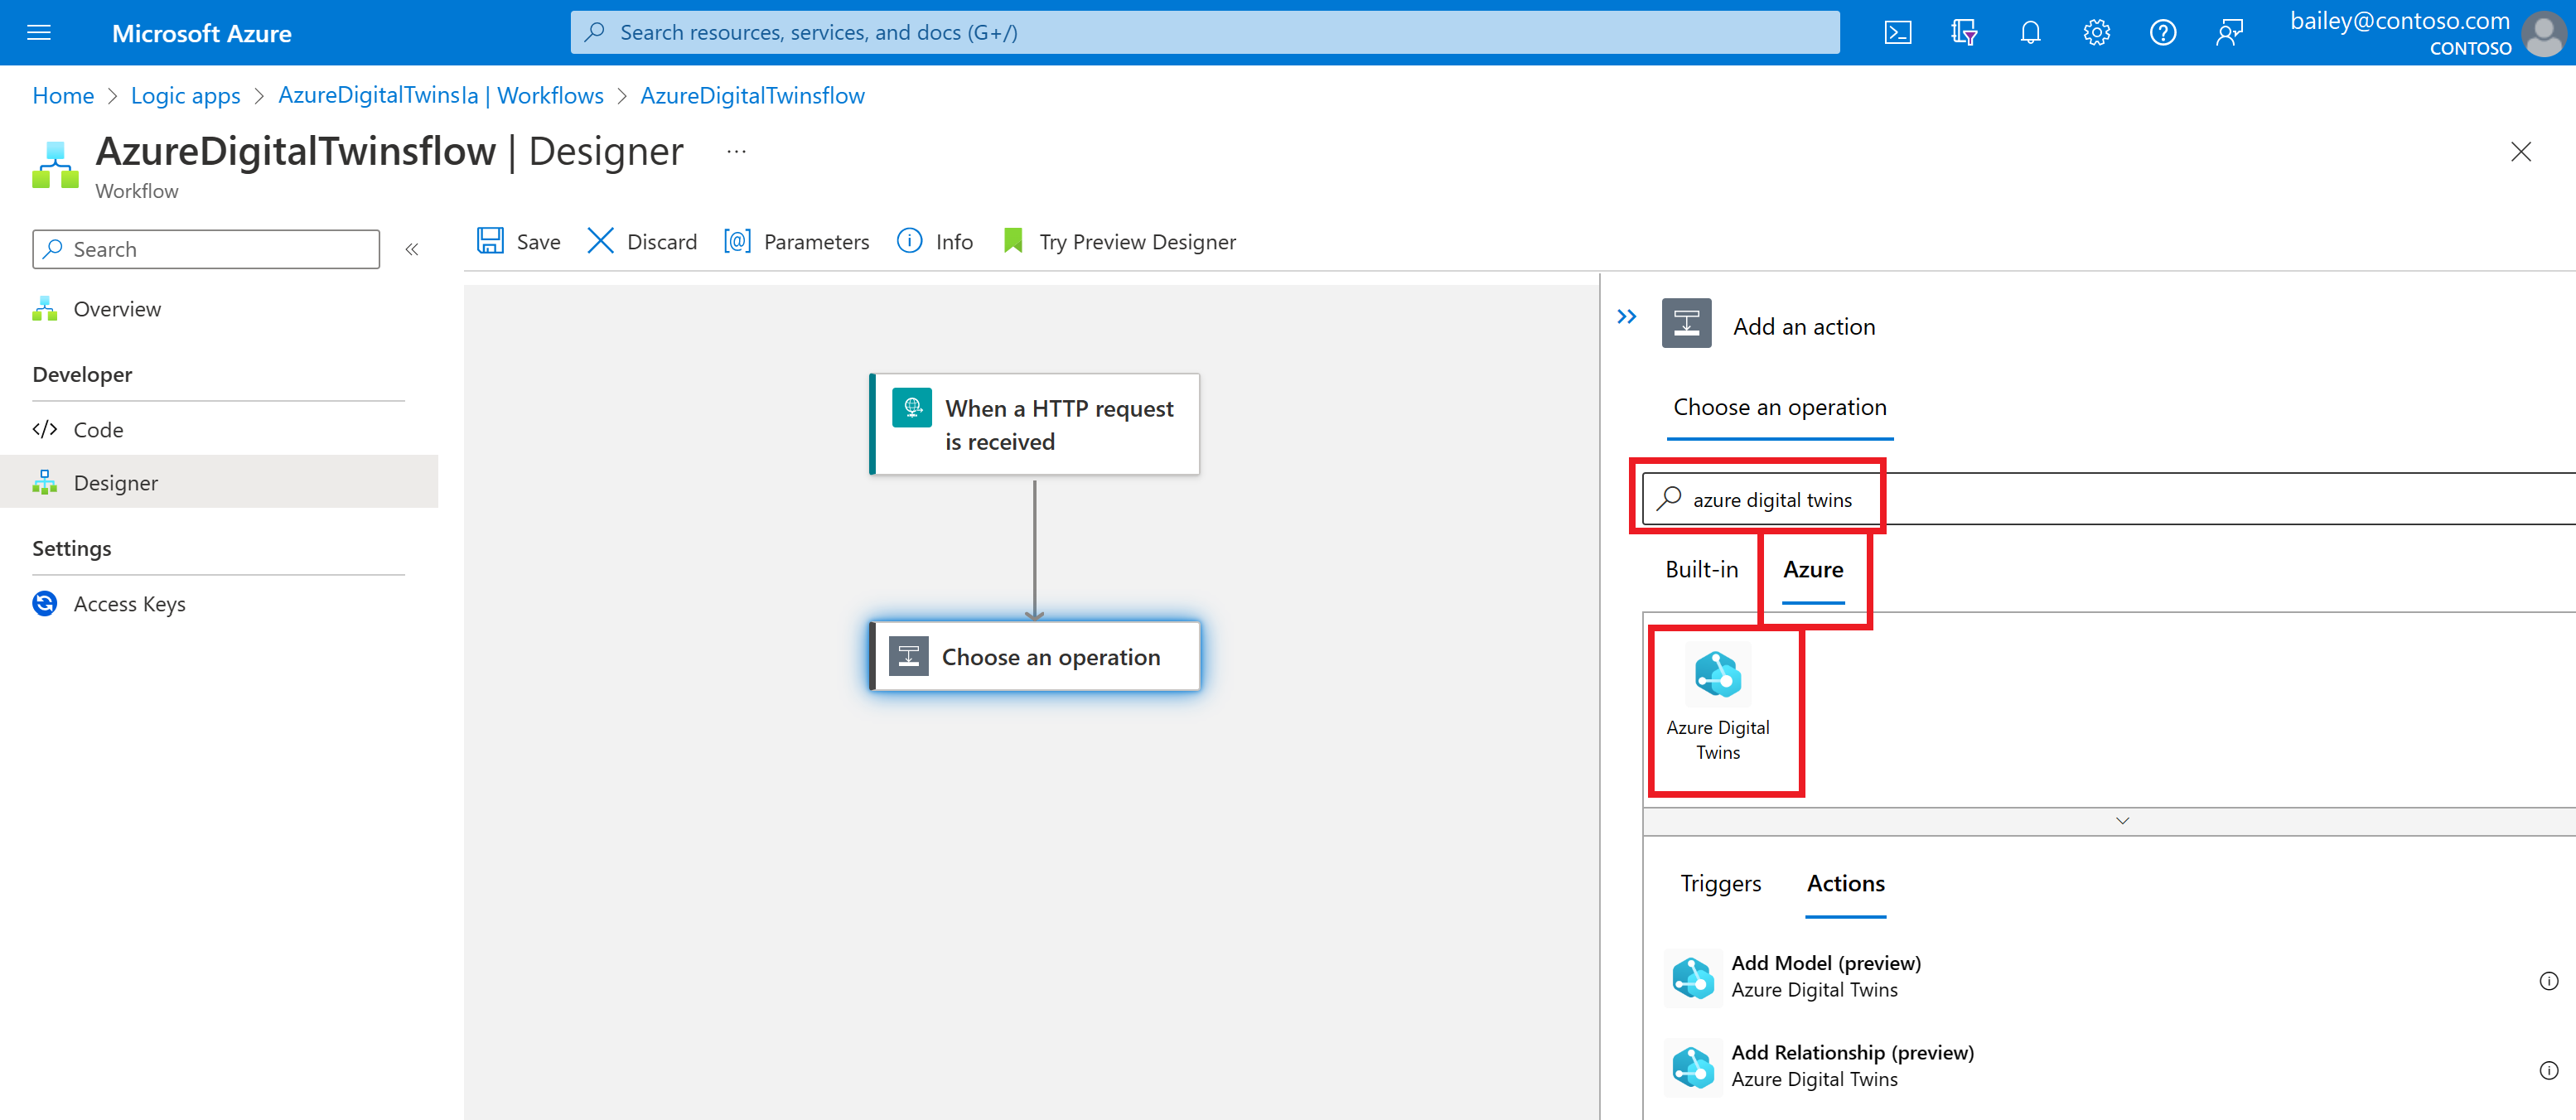 Microsoft Azure
Search resources, services, and docs (G+/)
bailey@contoso.com
CONTOSO
Home > Logic apps > AzureDigitalTwinsla | Workflows > AzureDigitalTwinsflow
AzureDigitalTwinsflow | Designer ...
Workflow
Search
«
Overview
Developer
</> Code
Designer
Settings
Access Keys
Save
Discard
[@] Parameters
Info
Try Preview Designer
When a HTTP request
is received
Choose an operation
Add an action
Choose an operation
azure digital twins
Built-in
Azure
Azure Digital
Twins
Triggers
Actions
Add Model (preview)
Azure Digital Twins
Add Relationship (preview)
Azure Digital Twins